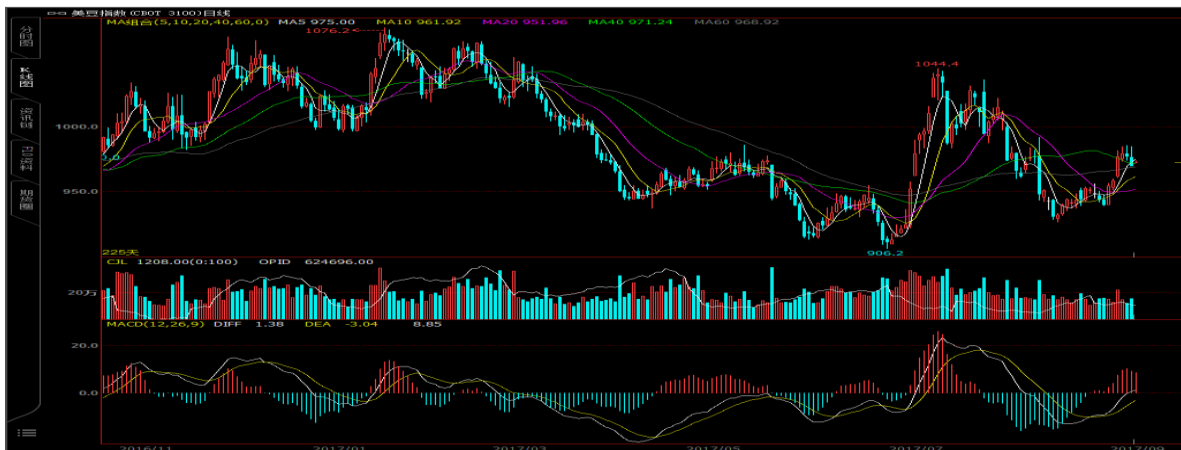 美豆指数 (CBOT 3100) 日线
MA组合(5,10,20,40,60,0) MA5 975.00 MA10 961.92 MA20 951.96 MA40 971.24 MA60 968.92
分时图
K线图
资讯链
F10资料
期货圈
1076.2
1044.4
1000.0
950.0
906.2
225天
CJL 1208.00(0:100) OPID 624696.00
20万
MACD(12,26,9) DIFF 1.38 DEA -3.04 8.85
20.0
0.0
2016/11 2017/01 2017/03 2017/05 2017/07 2017/09